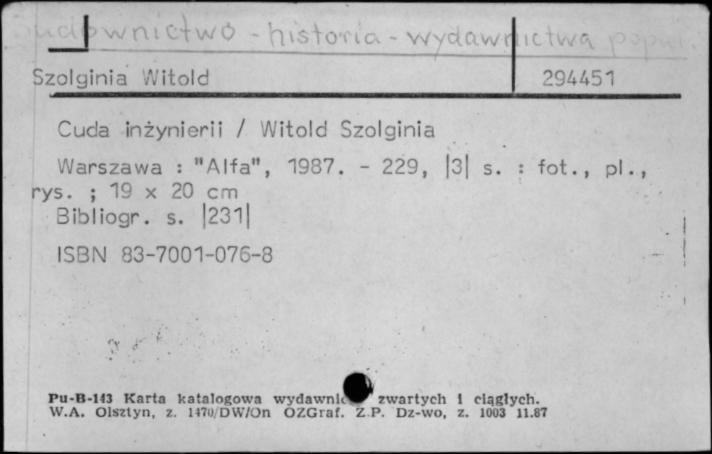 Budownictwo - historia - wydawnictwa popul.
Szolginia Witold 294451
Cuda inżynierii / Witold Szolginia
Warszawa : "Alfa", 1987. - 229, |3| s. : fot., pl.,
rys. ; 19 x 20 cm
Bibliogr. s. |231|
ISBN 83-7001-076-8
Pu-B-143 Karta katalogowa wydawnic zwartych i ciągłych.
W.A. Olsztyn, z. 1470/DW/On OZGraf. Z.P. Dz-wo, z. 1003 11.87